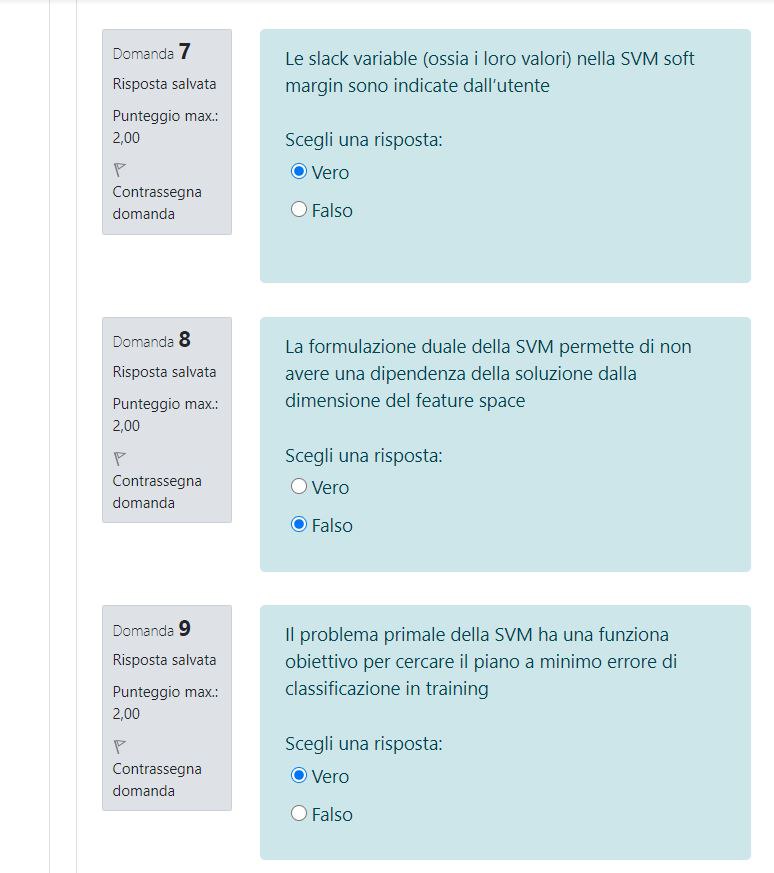 Domanda 7
Risposta salvata
Punteggio max.:
2,00
Contrassegna
domanda
Le slack variable (ossia i loro valori) nella SVM soft
margin sono indicate dall'utente
Scegli una risposta:
Vero
Falso
Domanda 8
Risposta salvata
Punteggio max.:
2,00
Contrassegna
domanda
La formulazione duale della SVM permette di non
avere una dipendenza della soluzione dalla
dimensione del feature space
Scegli una risposta:
Vero
Falso
Domanda 9
Risposta salvata
Punteggio max.:
2,00
Contrassegna
domanda
Il problema primale della SVM ha una funziona
obiettivo per cercare il piano a minimo errore di
classificazione in training
Scegli una risposta:
Vero
Falso